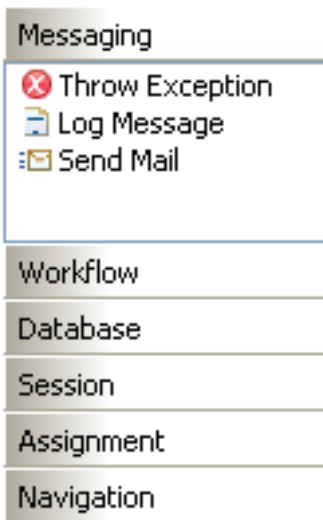 Messaging
Throw Exception
Log Message
Send Mail
Workflow
Database
Session
Assignment
Navigation